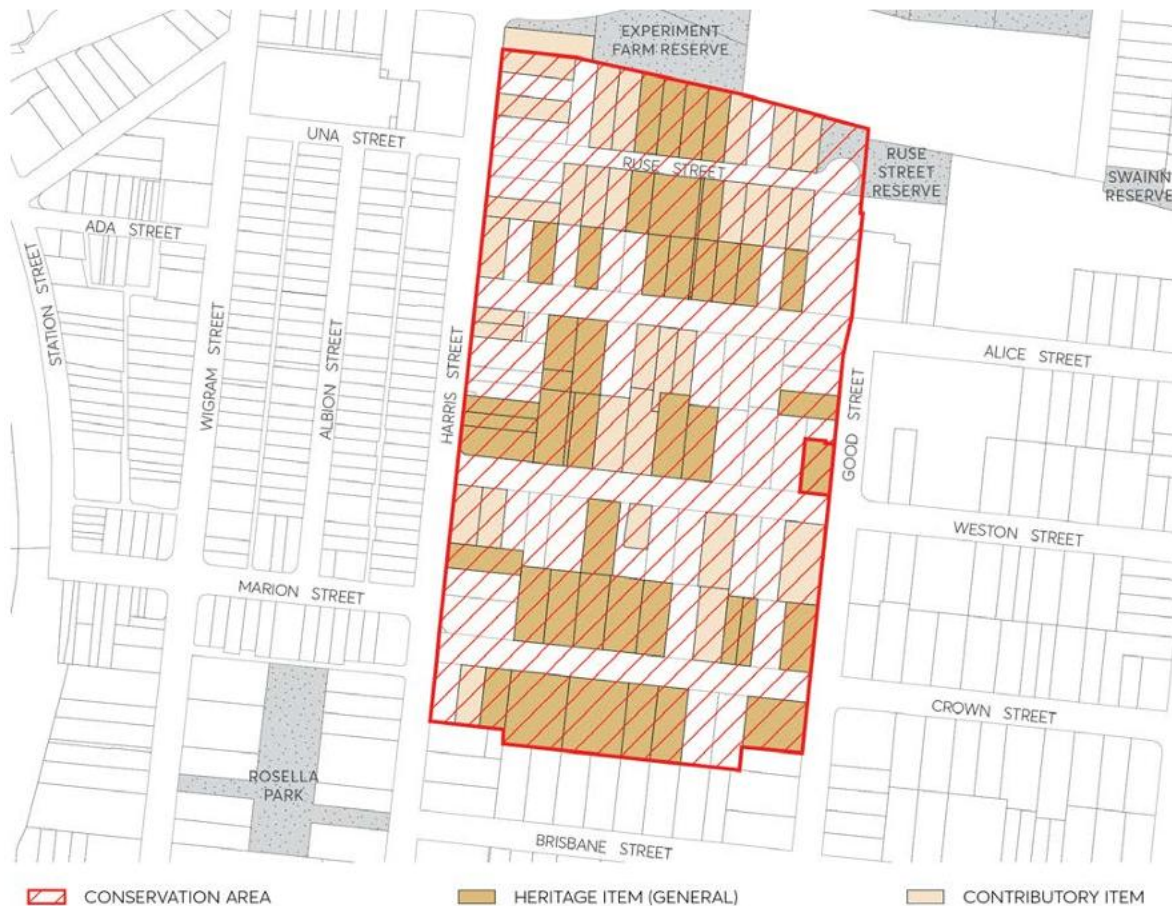 EXPERIMENT
FARM RESERVE
UNA STREET
RUSE STREET
RUSE
STREET
RESERVE
SWAINN
RESERVE
ADA STREET
STATION STREET
WIGRAM STREET
ALBION STREET
HARRIS STREET
ALICE STREET
GOOD STREET
WESTON STREET
MARION STREET
CROWN STREET
ROSELLA
PARK
BRISBANE STREET
CONSERVATION AREA
HERITAGE ITEM (GENERAL)
CONTRIBUTORY ITEM